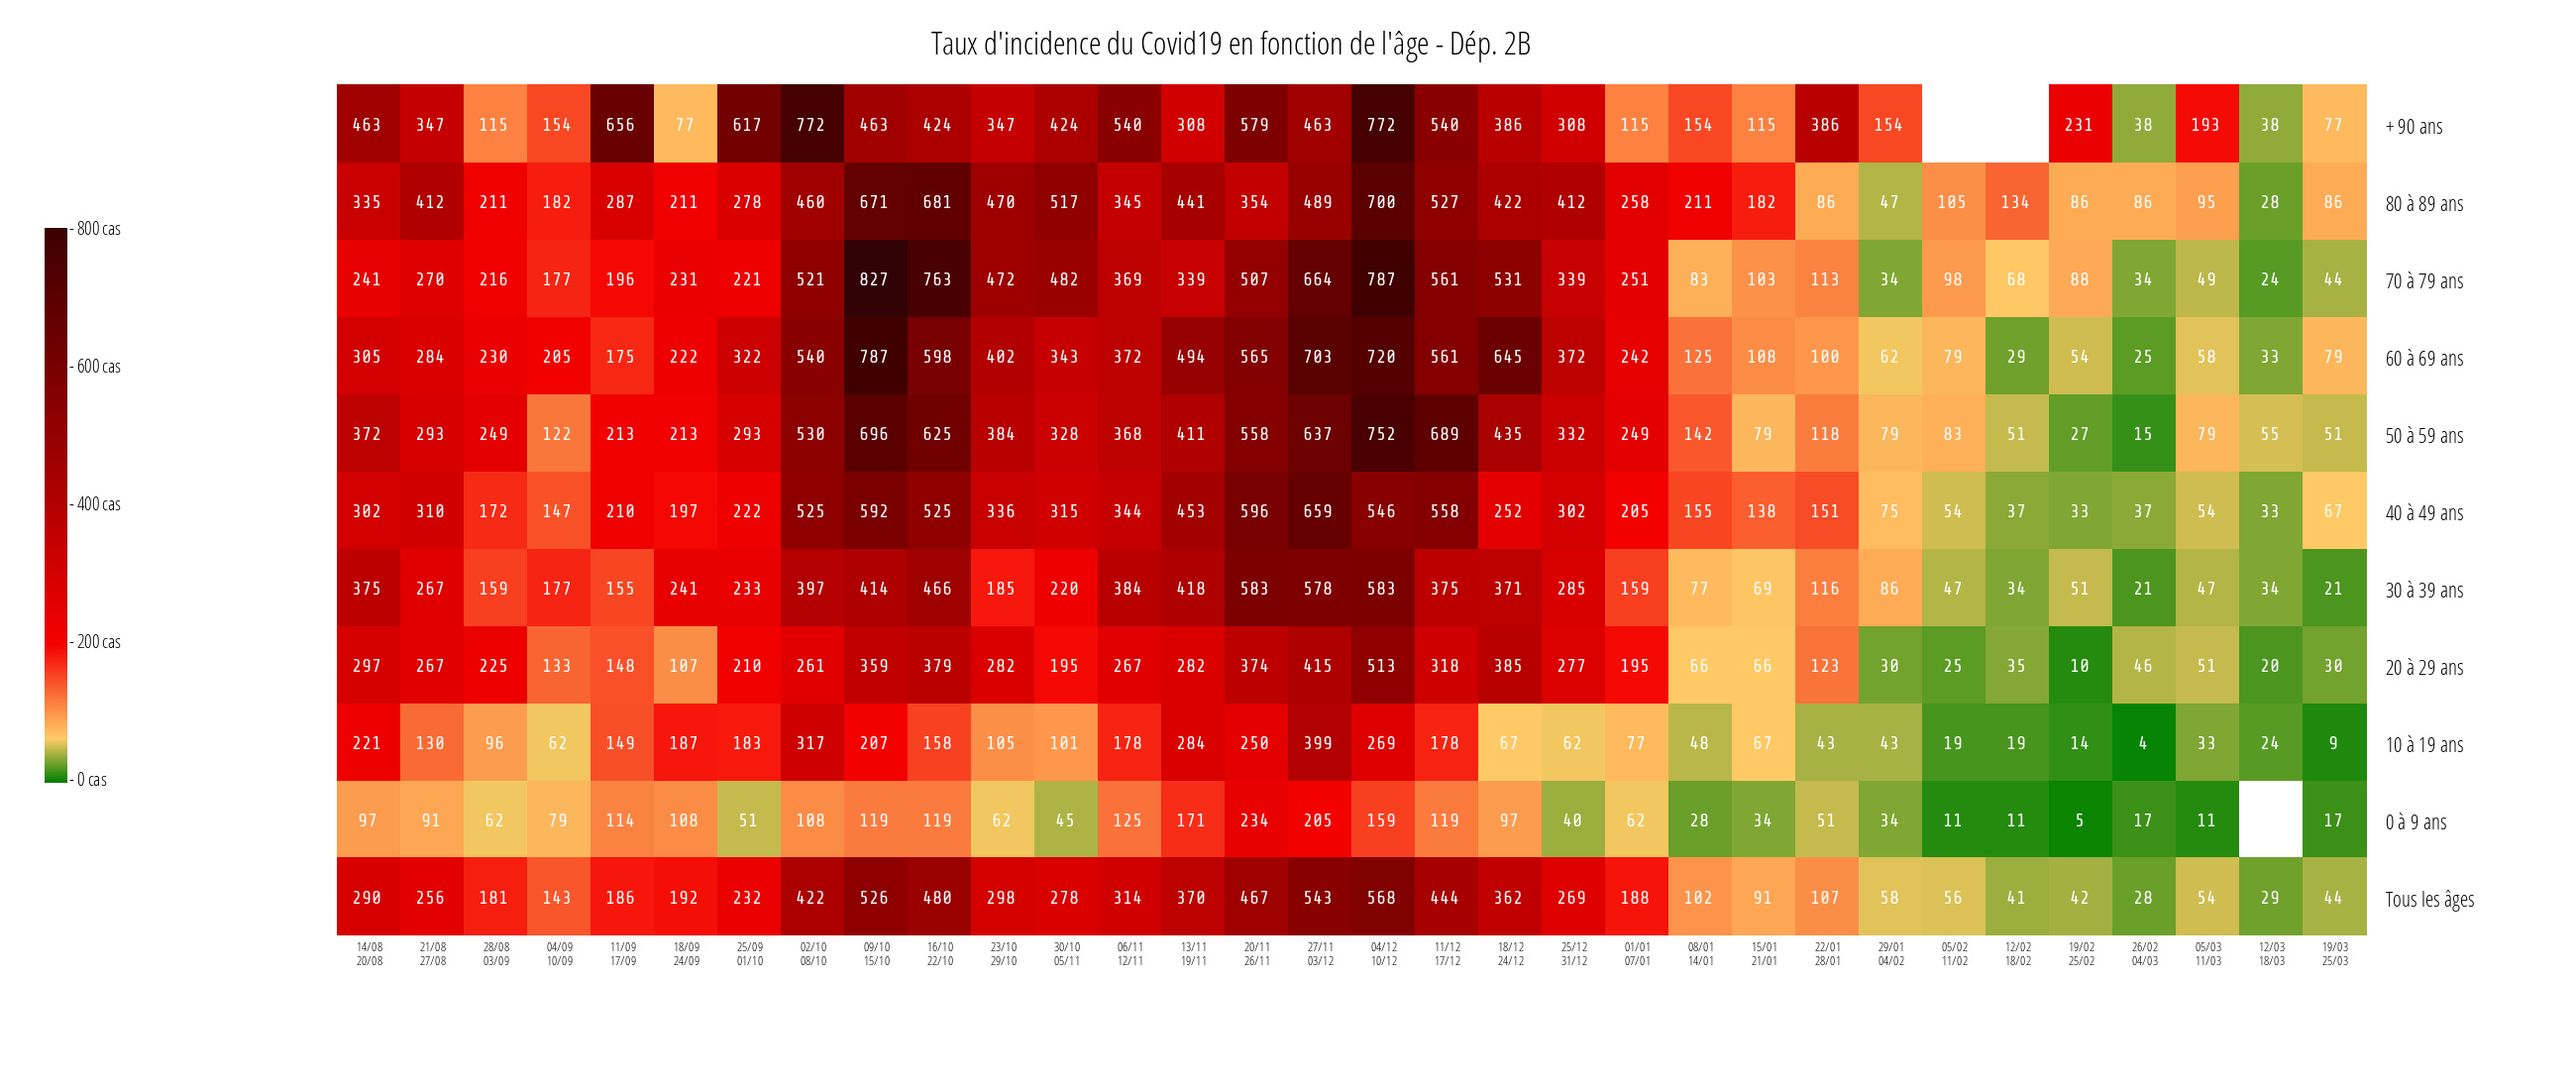 Taux d'incidence du Covid19 en fonction de l'âge - Dép. 2B
463 347 115 154 656 77 617 772 463 424 347 424 540 308 579 463 772 540 386 308 115 154 115 386 154 231 38 193 38 77 + 90 ans
335 412 211 182 287 211 278 460 671 681 470 517 345 441 354 489 700 527 422 412 258 211 182 86 47 105 134 86 86 95 28 86 80 à 89 ans
- 800 cas
241 270 216 177 196 231 221 521 827 763 472 482 369 339 507 664 787 561 531 339 251 83 103 113 34 98 68 88 34 49 24 44 70 à 79 ans
305 284 230 205 175 222 322 540 787 598 402 343 372 494 565 703 720 561 645 372 242 125 108 100 62 79 29 54 25 58 33 79 60 à 69 ans
- 600 cas
372 293 249 122 213 213 293 530 696 625 384 328 368 411 558 637 752 689 435 332 249 142 79 118 79 83 51 27 15 79 55 51 50 à 59 ans
- 400 cas
302 310 172 147 210 197 222 525 592 525 336 315 344 453 596 659 546 558 252 302 205 155 138 151 75 54 37 33 37 54 33 67 40 à 49 ans
375 267 159 177 155 241 233 397 414 466 185 220 384 418 583 578 583 375 371 285 159 77 69 116 86 47 34 51 21 47 34 21 30 à 39 ans
- 200 cas
297 267 225 133 148 107 210 261 359 379 282 195 267 282 374 415 513 318 385 277 195 66 66 123 30 25 35 10 46 51 20 30 20 à 29 ans
221 130 96 62 149 187 183 317 207 158 105 101 178 284 250 399 269 178 67 62 77 48 67 43 43 19 19 14 4 33 24 9 10 à 19 ans
- 0 cas
97 91 62 79 114 108 51 108 119 119 62 45 125 171 234 205 159 119 97 40 62 28 34 51 34 11 11 5 17 11 17 0 à 9 ans
290 256 181 143 186 192 232 422 526 480 298 278 314 370 467 543 568 444 362 269 188 102 91 107 58 56 41 42 28 54 29 44 Tous les âges
14/08 21/08 28/08 04/09 11/09 18/09 25/09 02/10 09/10 16/10 23/10 30/10 06/11 13/11 20/11 27/11 04/12 11/12 18/12 25/12 01/01 08/01 15/01 22/01 29/01 05/02 12/02 19/02 26/02 05/03 12/03 19/03
20/08 27/08 03/09 10/09 17/09 24/09 01/10 08/10 15/10 22/10 29/10 05/11 12/11 19/11 26/11 03/12 10/12 17/12 24/12 31/12 07/01 14/01 21/01 28/01 04/02 11/02 18/02 25/02 04/03 11/03 18/03 25/03